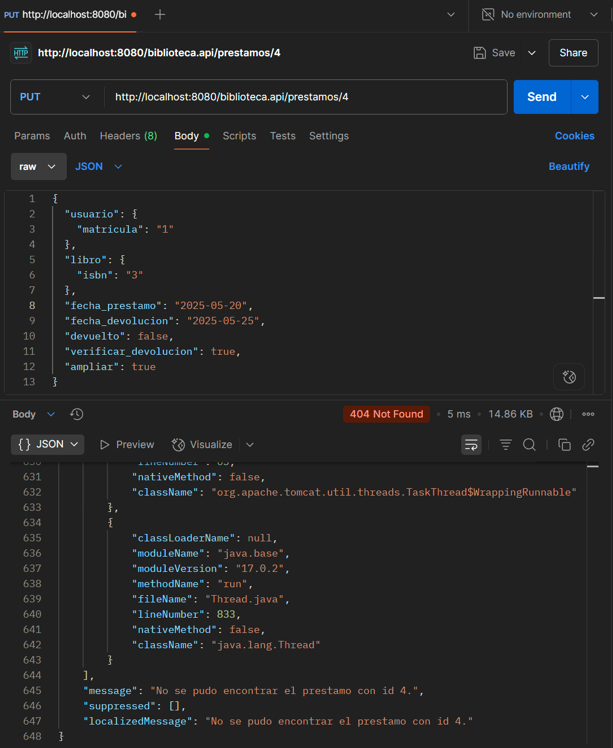 PUT http://localhost:8080/bi
No environment
HTTP http://localhost:8080/biblioteca.api/prestamos/4 Save Share
PUT http://localhost:8080/biblioteca.api/prestamos/4 Send
Params Auth Headers (8) Body Scripts Tests Settings Cookies
raw JSON Beautify
1 {
2 "usuario": {
3 "matricula": "1"
4 },
5 "libro": {
6 "isbn": "3"
7 },
8 "fecha_prestamo": "2025-05-20",
9 "fecha_devolucion": "2025-05-25",
10 "devuelto": false,
11 "verificar_devolucion": true,
12 "ampliar": true
13 }
Body 404 Not Found 5 ms 14.86 KB
{} JSON Preview Visualize
630 "lineNumber": 63,
631 "nativeMethod": false,
632 "className": "org.apache.tomcat.util.threads.TaskThread$WrappingRunnable"
633 },
634 {
635 "classLoaderName": null,
636 "moduleName": "java.base",
637 "moduleVersion": "17.0.2",
638 "methodName": "run",
639 "fileName": "Thread.java",
640 "lineNumber": 833,
641 "nativeMethod": false,
642 "className": "java.lang.Thread"
643 }
644 ],
645 "message": "No se pudo encontrar el prestamo con id 4.",
646 "suppressed": [],
647 "localizedMessage": "No se pudo encontrar el prestamo con id 4."
648 }